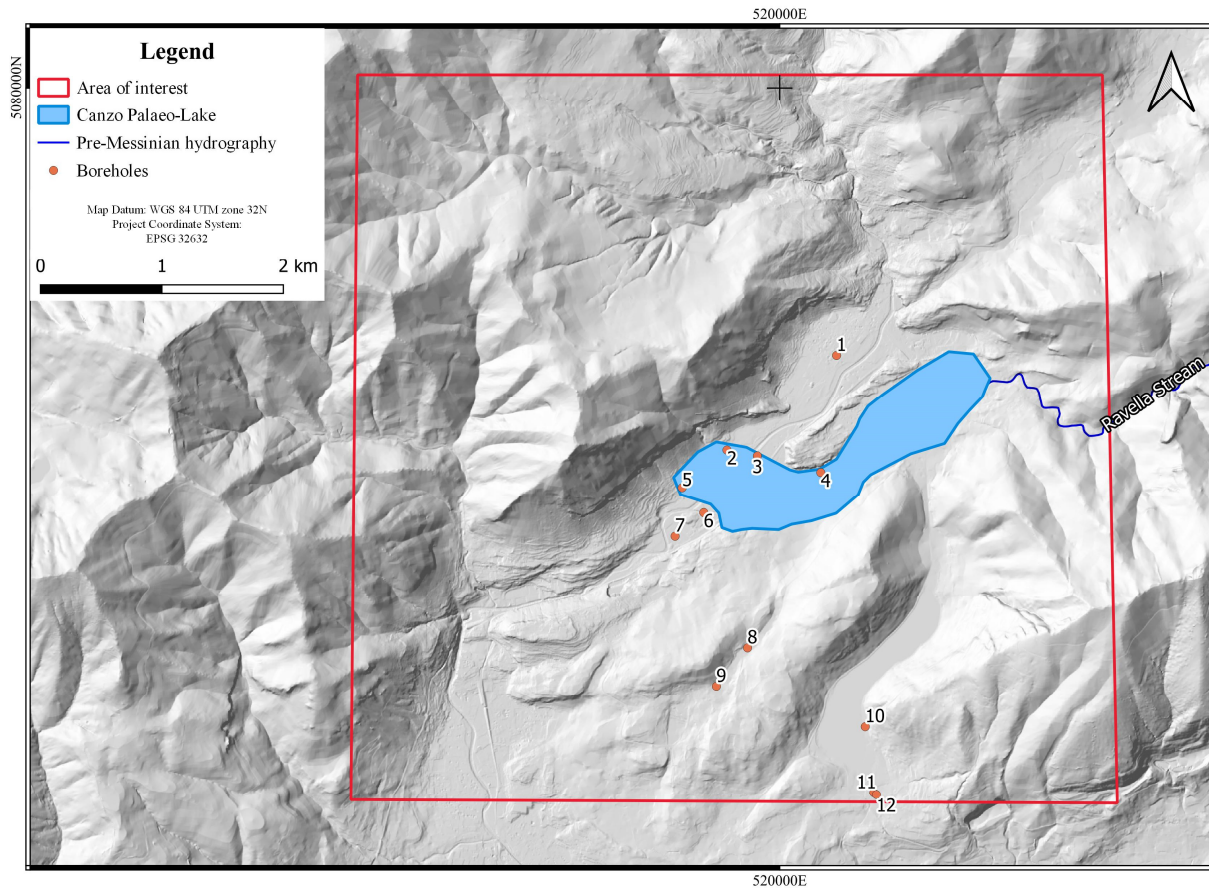 520000E
5080000N
Legend
Area of interest
Canzo Palaeo-Lake
Pre-Messinian hydrography
Boreholes
Map Datum: WGS 84 UTM zone 32N
Project Coordinate System:
EPSG 32632
0 1 2 km
1
Ravella Stream
2
3
4
5
6
7
8
9
10
11
12
520000E